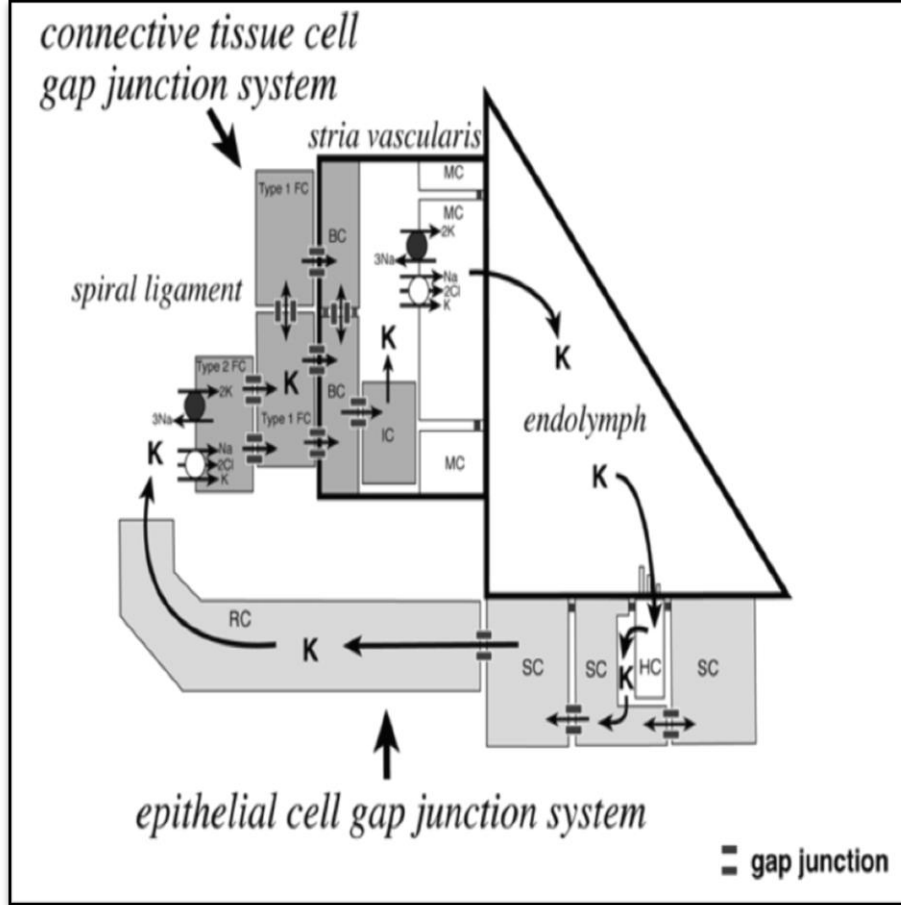 connective tissue cell
gap junction system
stria vascularis
MC
Type 1 FC
MC
BC
2K
3Na
Na
2Cl
K
spiral ligament
K
K
Type 2 FC
2K
K
BC
3Na
Type 1 FC
endolymph
IC
K
Na
2Cl
K
MC
K
RC
K
SC
SC
K
HC
SC
epithelial cell gap junction system
gap junction